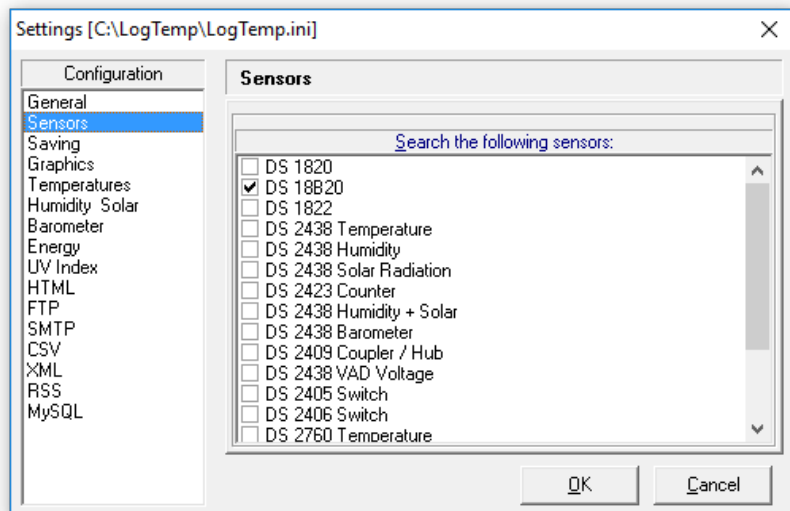 Settings [C:\LogTemp\LogTemp.ini]
Configuration
General
Sensors
Saving
Graphics
Temperatures
Humidity Solar
Barometer
Energy
UV Index
HTML
FTP
SMTP
CSV
XML
RSS
MySQL
Sensors
Search the following sensors:
DS 1820
DS 18B20
DS 1822
DS 2438 Temperature
DS 2438 Humidity
DS 2438 Solar Radiation
DS 2423 Counter
DS 2438 Humidity + Solar
DS 2438 Barometer
DS 2409 Coupler / Hub
DS 2438 VAD Voltage
DS 2405 Switch
DS 2406 Switch
DS 2760 Temperature
OK
Cancel